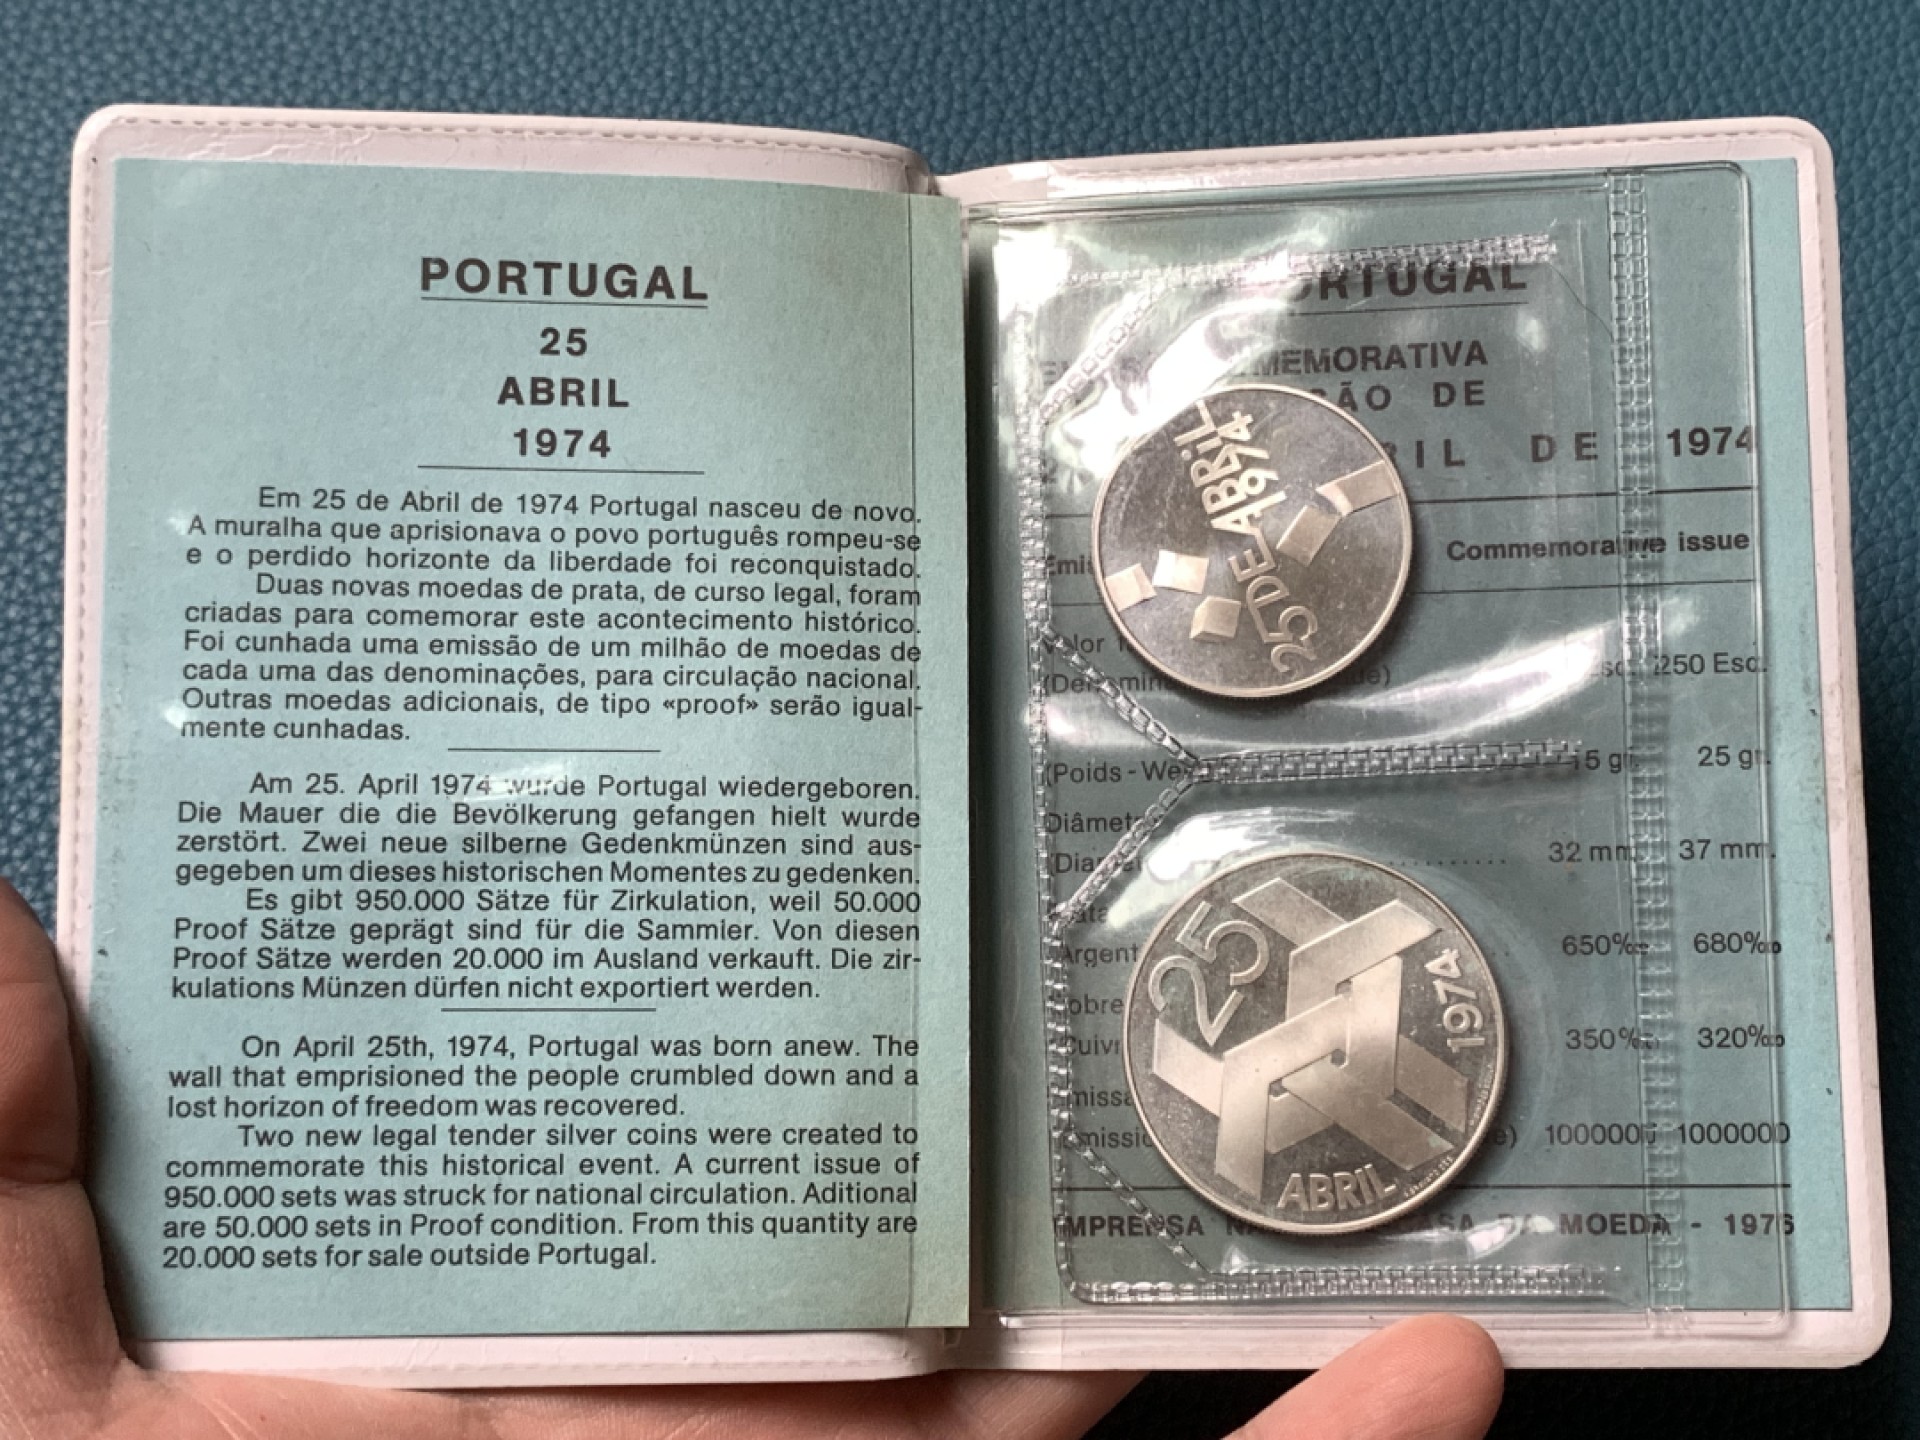 PORTUGAL
25
ABRIL
1974
Em 25 de Abril de 1974 Portugal nasceu de novo.
A muralha que aprisionava o povo português rompeu-se
e o perdido horizonte da liberdade foi reconquistado.
Duas novas moedas de prata, de curso legal, foram
criadas para comemorar este acontecimento histórico.
Foi cunhada uma emissão de um milhão de moedas de
cada uma das denominações, para circulação nacional.
Outras moedas adicionais, de tipo «proof» serão igual-
mente cunhadas.
Am 25. April 1974 wurde Portugal wiedergeboren.
Die Mauer die die Bevölkerung gefangen hielt wurde
zerstört. Zwei neue silberne Gedenkmünzen sind aus-
gegeben um dieses historischen Momentes zu gedenken.
Es gibt 950.000 Sätze für Zirkulation, weil 50.000
Proof Sätze geprägt sind für die Sammler. Von diesen
Proof Sätze werden 20.000 im Ausland verkauft. Die zir-
kulations Münzen dürfen nicht exportiert werden.
On April 25th, 1974, Portugal was born anew. The
wall that emprisioned the people crumbled down and a
lost horizon of freedom was recovered.
Two new legal tender silver coins were created to
commemorate this historical event. A current issue of
950.000 sets was struck for national circulation. Aditional
are 50.000 sets in Proof condition. From this quantity are
20.000 sets for sale outside Portugal.
PORTUGAL
DE
DE 1974
Commemorative issue
250 Esc.
(Poids - 25 gr.
32 mm. 37 mm.
650‰ 680‰
350‰ 320‰
1000000 1000000
IMPRENSA CASA DA MOEDA - 1976
25 DE ABRIL
1974
25
1974
ABRIL